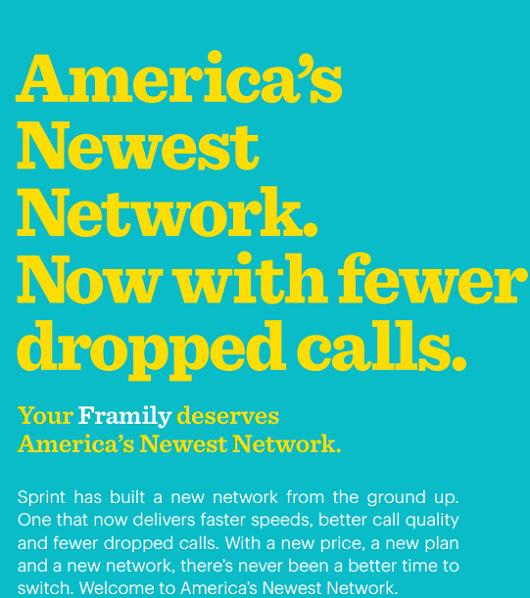 America’s
Newest
Network.
Now with fewer
dropped calls.
Your Framily deserves
America’s Newest Network.
Sprint has built a new network from the ground up.
One that now delivers faster speeds, better call quality
and fewer dropped calls. With a new price, a new plan
and a new network, there’s never been a better time to
switch. Welcome to America’s Newest Network.